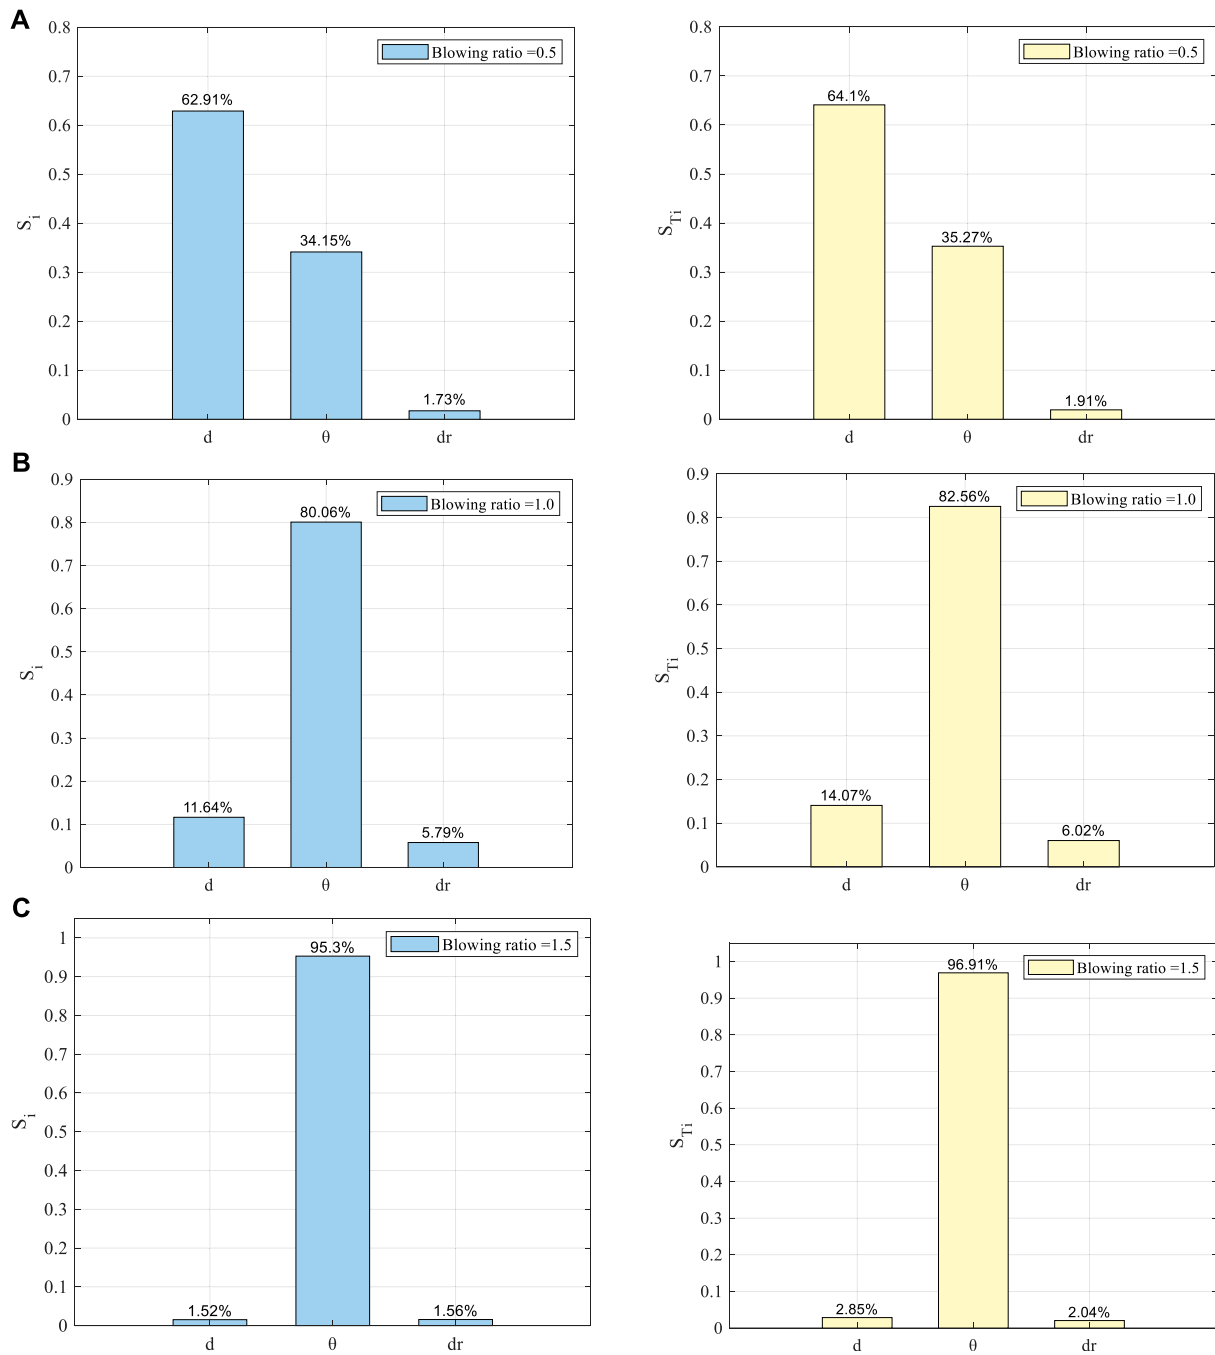 A
0.8
0.7
0.6
0.5
0.4
0.3
0.2
0.1
0
S_i
Blowing ratio =0.5
62.91%
34.15%
1.73%
d
θ
dr
0.8
0.7
0.6
0.5
0.4
0.3
0.2
0.1
0
S_Ti
Blowing ratio =0.5
64.1%
35.27%
1.91%
d
θ
dr
B
0.9
0.8
0.7
0.6
0.5
0.4
0.3
0.2
0.1
0
S_i
Blowing ratio =1.0
11.64%
80.06%
5.79%
d
θ
dr
0.9
0.8
0.7
0.6
0.5
0.4
0.3
0.2
0.1
0
S_Ti
Blowing ratio =1.0
14.07%
82.56%
6.02%
d
θ
dr
C
1
0.9
0.8
0.7
0.6
0.5
0.4
0.3
0.2
0.1
0
S_i
Blowing ratio =1.5
1.52%
95.3%
1.56%
d
θ
dr
1
0.9
0.8
0.7
0.6
0.5
0.4
0.3
0.2
0.1
0
S_Ti
Blowing ratio =1.5
2.85%
96.91%
2.04%
d
θ
dr